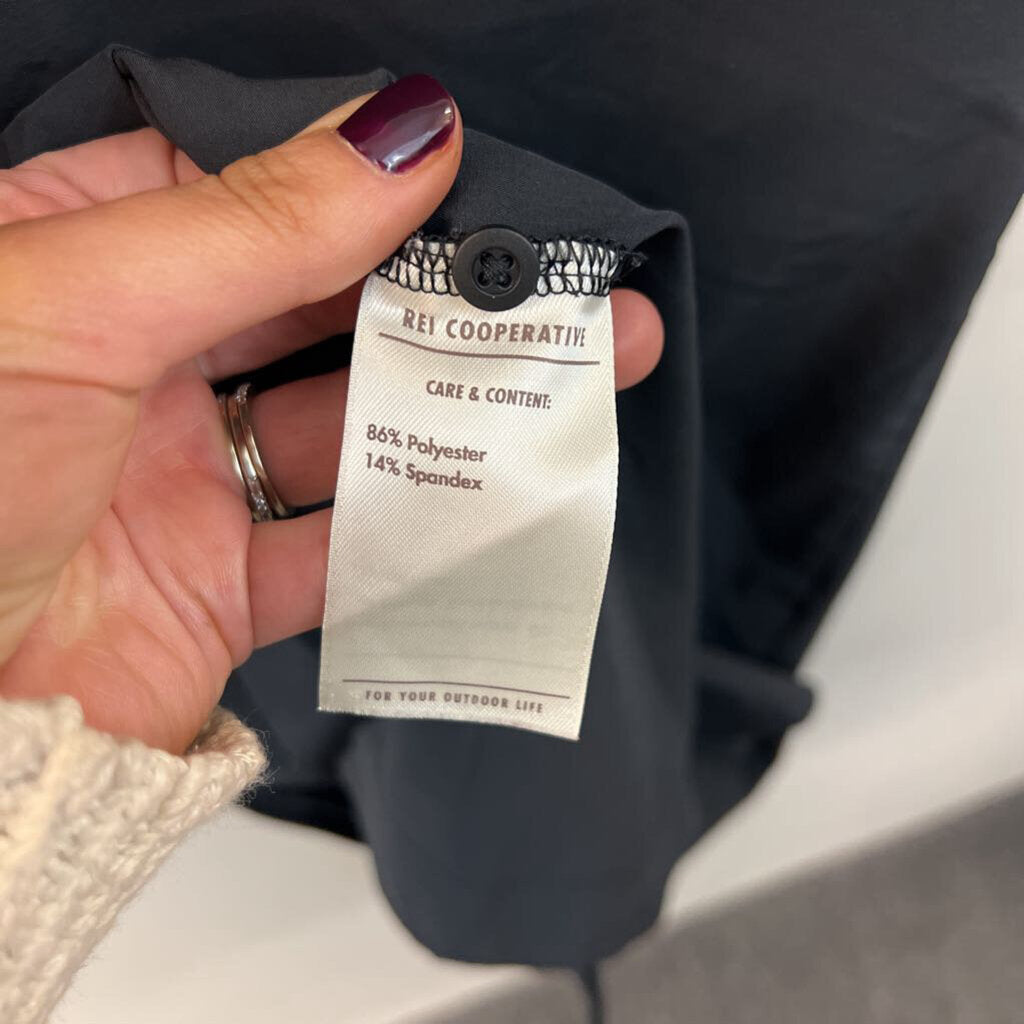 REI COOPERATIVE
CARE & CONTENT:
86% Polyester
14% Spandex
FOR YOUR OUTDOOR LIFE